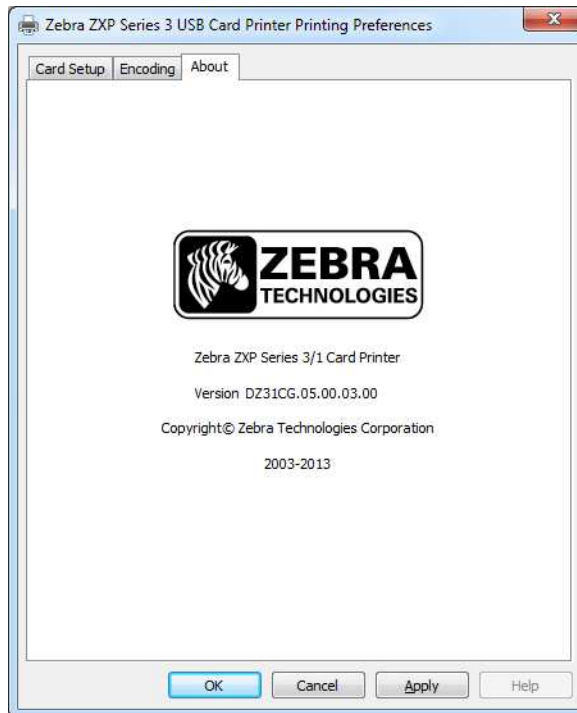 Zebra ZXP Series 3 USB Card Printer Printing Preferences
Card Setup Encoding About
ZEBRA
TECHNOLOGIES
Zebra ZXP Series 3/1 Card Printer
Version DZ31CG.05.00.03.00
Copyright© Zebra Technologies Corporation
2003-2013
OK Cancel Apply Help